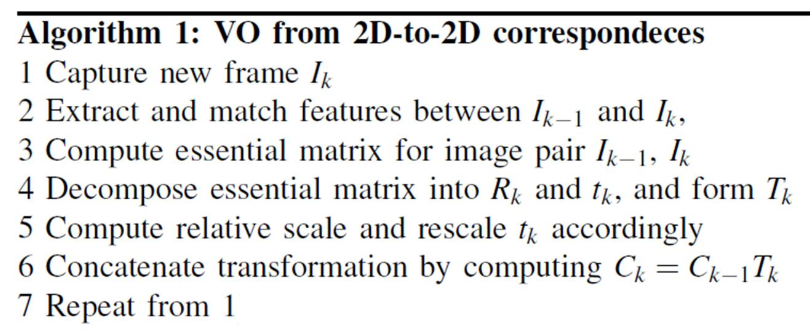 Algorithm 1: VO from 2D-to-2D correspondeces
1 Capture new frame I_k
2 Extract and match features between I_{k−1} and I_k,
3 Compute essential matrix for image pair I_{k−1}, I_k
4 Decompose essential matrix into R_k and t_k, and form T_k
5 Compute relative scale and rescale t_k accordingly
6 Concatenate transformation by computing C_k = C_{k−1}T_k
7 Repeat from 1